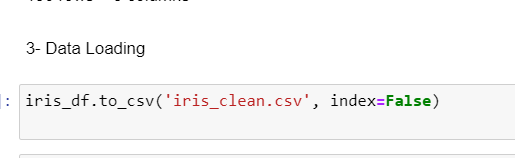 3- Data Loading
]: iris_df.to_csv('iris_clean.csv', index=False)